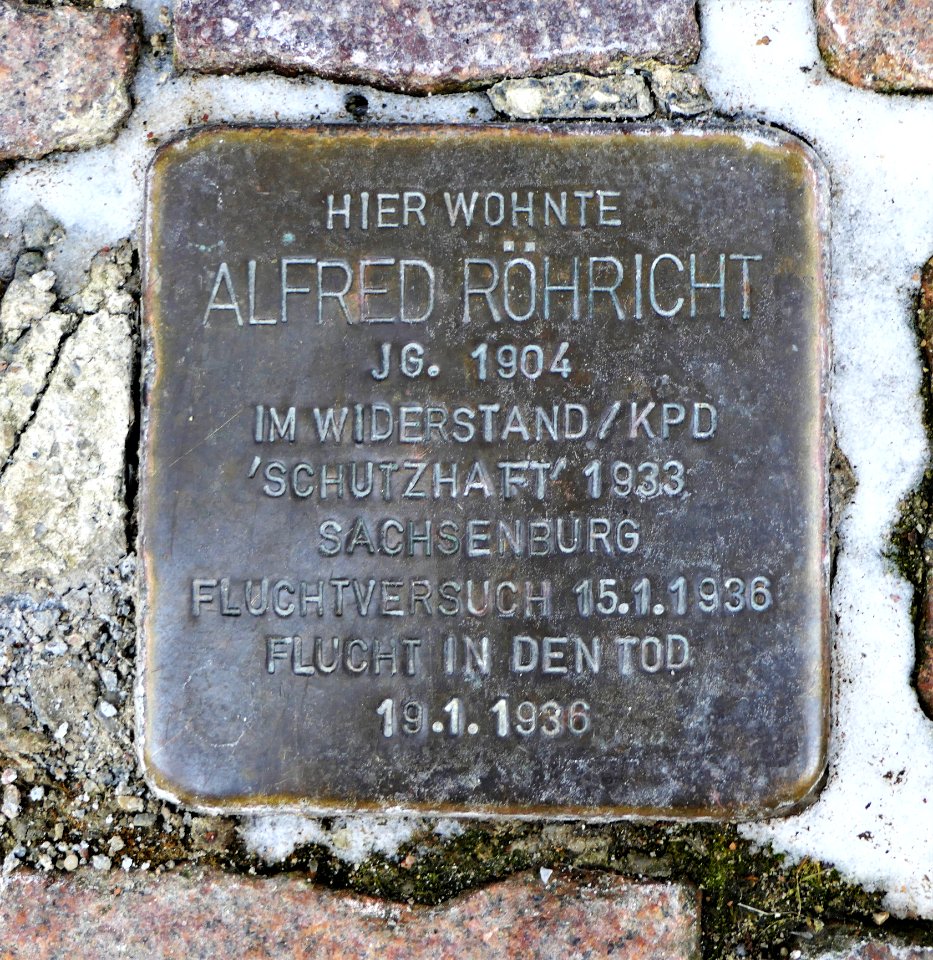 HIER WOHNTE
ALFRED RÖHRICHT
JG. 1904
IM WIDERSTAND/KPD
'SCHUTZHAFT' 1933
SACHSENBURG
FLUCHTVERSUCH 15.1.1936
FLUCHT IN DEN TOD
19.1.1936